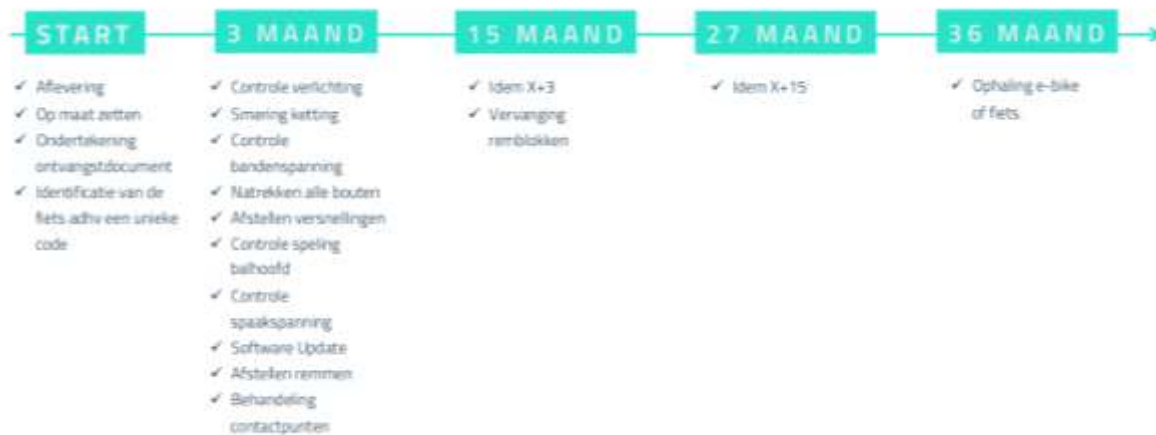 START
3 MAAND
15 MAAND
27 MAAND
36 MAAND
✓ Aflevering
✓ Op maat zetten
✓ Ondertekening
ontvangstdocument
✓ Identificatie van de
fiets adhv een unieke
code
✓ Controle verlichting
✓ Smering ketting
✓ Controle
bandenspanning
✓ Natrekken alle bouten
✓ Afstellen versnellingen
✓ Controle speling
balhoofd
✓ Controle
spaakspanning
✓ Software Update
✓ Afstellen remmen
✓ Behandeling
contactpunten
✓ Idem X+3
✓ Vervanging
remblokken
✓ Idem X+15
✓ Ophaling e-bike
of fiets